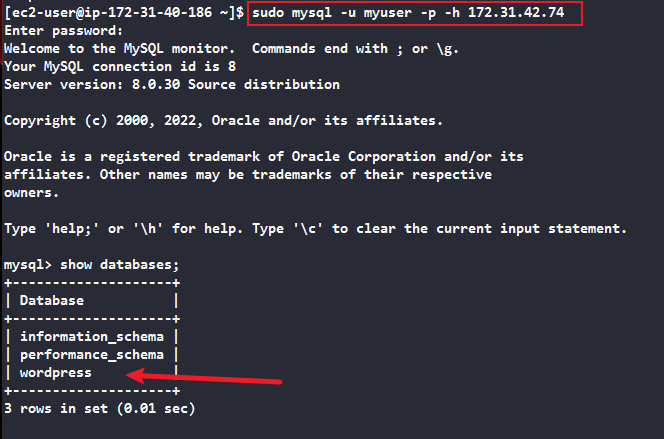 [ec2-user@ip-172-31-40-186 ~]$ sudo mysql -u myuser -p -h 172.31.42.74
Enter password:
Welcome to the MySQL monitor.  Commands end with ; or \g.
Your MySQL connection id is 8
Server version: 8.0.30 Source distribution

Copyright (c) 2000, 2022, Oracle and/or its affiliates.

Oracle is a registered trademark of Oracle Corporation and/or its
affiliates. Other names may be trademarks of their respective
owners.

Type 'help;' or '\h' for help. Type '\c' to clear the current input statement.

mysql> show databases;
+--------------------+
| Database           |
+--------------------+
| information_schema |
| performance_schema |
| wordpress          |
+--------------------+
3 rows in set (0.01 sec)